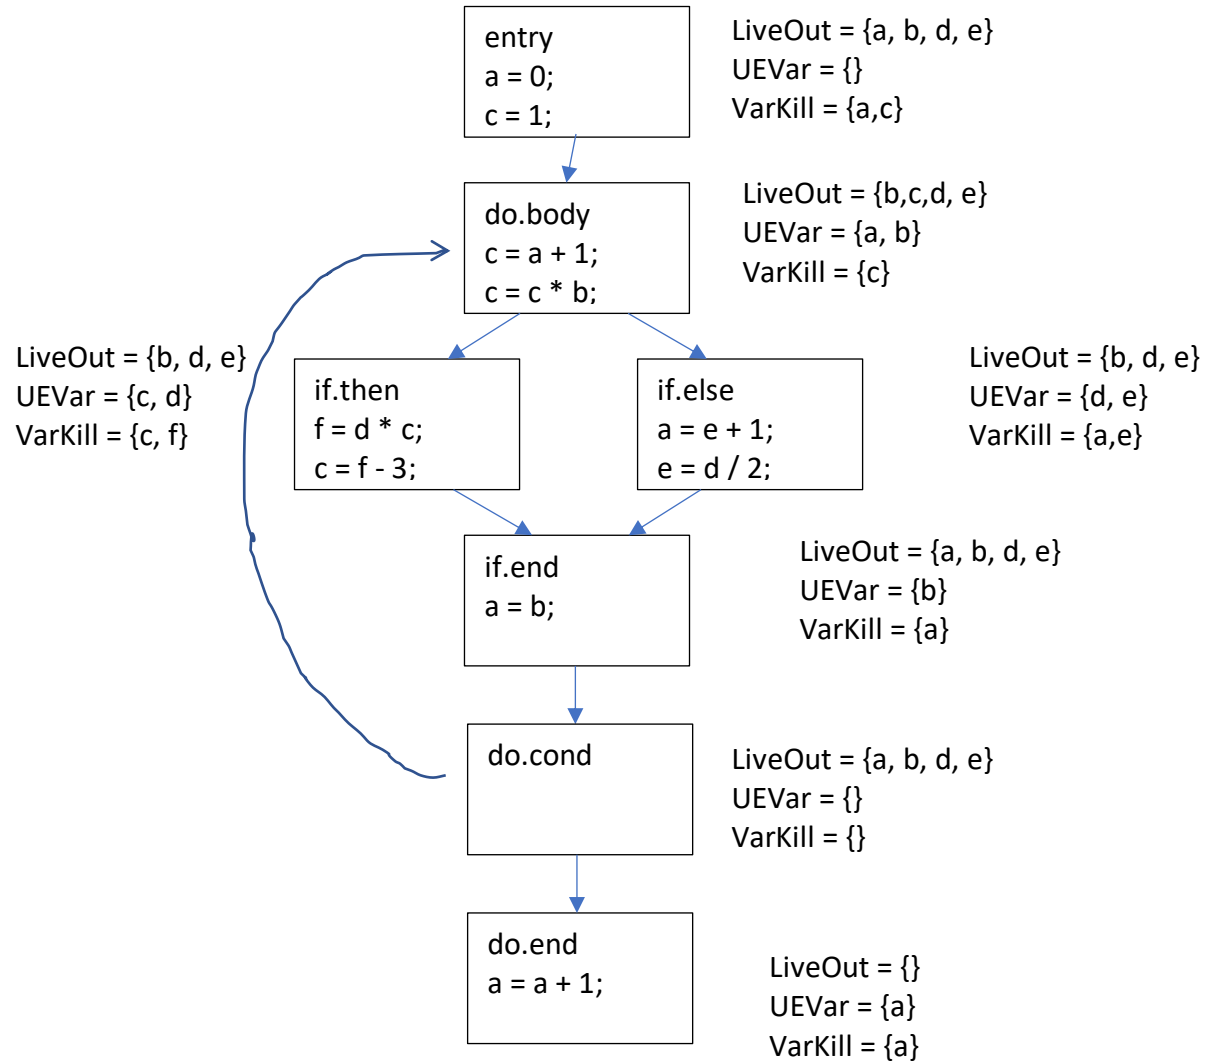 entry
a = 0;
c = 1;
LiveOut = {a, b, d, e}
UEVar = {}
VarKill = {a,c}
do.body
c = a + 1;
c = c * b;
LiveOut = {b,c,d, e}
UEVar = {a, b}
VarKill = {c}
LiveOut = {b, d, e}
UEVar = {c, d}
VarKill = {c, f}
if.then
f = d * c;
c = f - 3;
if.else
a = e + 1;
e = d / 2;
LiveOut = {b, d, e}
UEVar = {d, e}
VarKill = {a,e}
if.end
a = b;
LiveOut = {a, b, d, e}
UEVar = {b}
VarKill = {a}
do.cond
LiveOut = {a, b, d, e}
UEVar = {}
VarKill = {}
do.end
a = a + 1;
LiveOut = {}
UEVar = {a}
VarKill = {a}